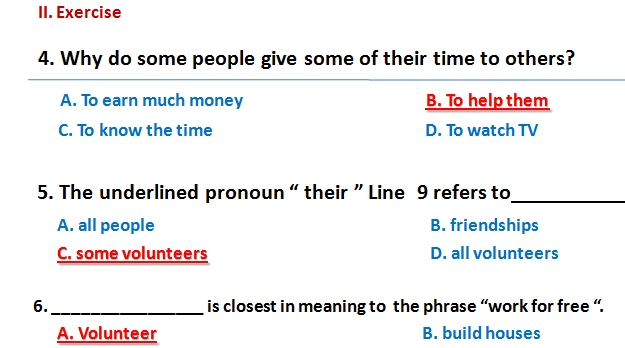 II. Exercise
4. Why do some people give some of their time to others?
A. To earn much money B. To help them
C. To know the time D. To watch TV
5. The underlined pronoun “ their ” Line 9 refers to__________
A. all people B. friendships
C. some volunteers D. all volunteers
6. ________________ is closest in meaning to the phrase “work for free “.
A. Volunteer B. build houses